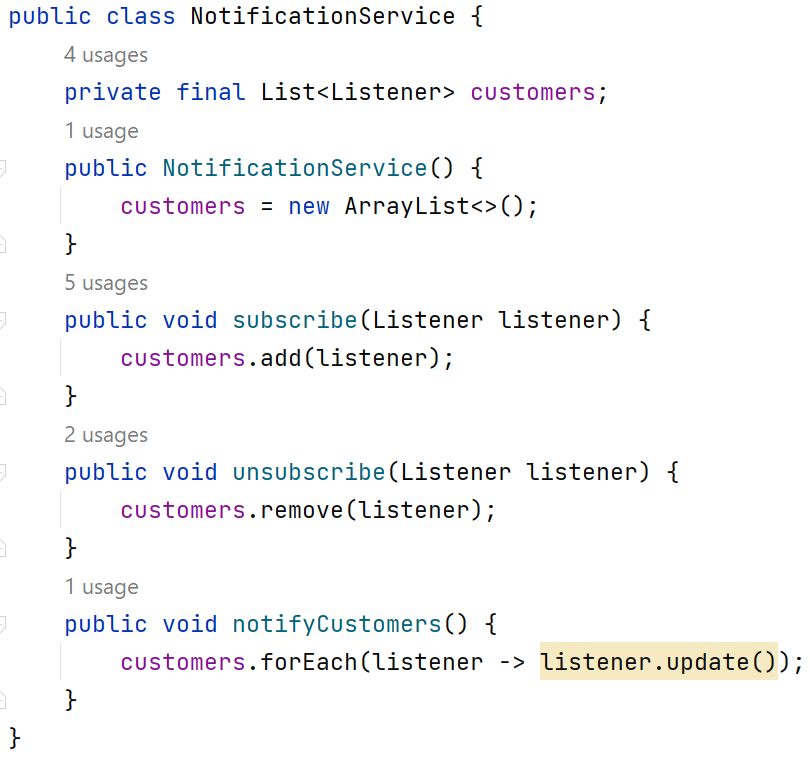 public class NotificationService {
4 usages
private final List<Listener> customers;
1 usage
public NotificationService() {
customers = new ArrayList<>();
}
5 usages
public void subscribe(Listener listener) {
customers.add(listener);
}
2 usages
public void unsubscribe(Listener listener) {
customers.remove(listener);
}
1 usage
public void notifyCustomers() {
customers.forEach(listener -> listener.update());
}
}